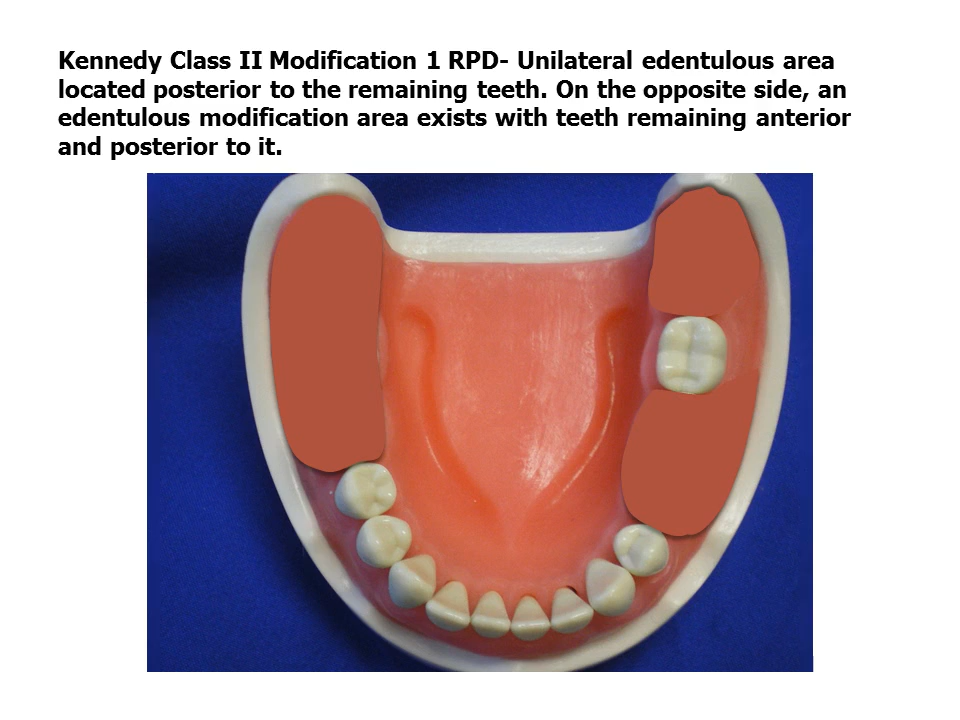 Kennedy Class II Modification 1 RPD- Unilateral edentulous area
located posterior to the remaining teeth. On the opposite side, an
edentulous modification area exists with teeth remaining anterior
and posterior to it.